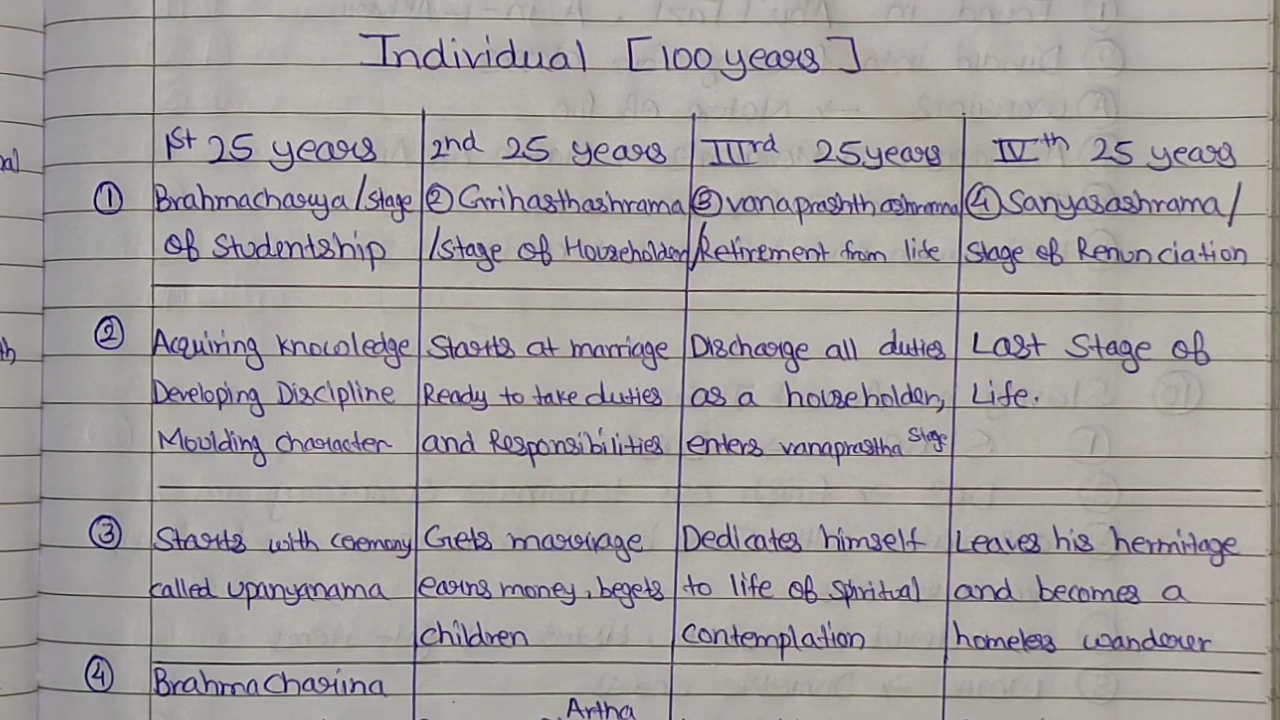 Individual [100 years]
1st 25 years 2nd 25 years IIIrd 25 years IVth 25 years
① Brahmacharya/Stage ② Grihasthashrama ③ vanaprashthashrama ④ Sanyasashrama/
of Studentship /Stage of Householder /Retirement from life Stage of Renunciation
② Acquiring knowledge Starts at marriage Discharge all duties Last Stage of
Developing Discipline Ready to take duties as a householder, Life.
Moulding character and Responsibilities enters vanaprastha stage
③ Starts with ceremony Gets marriage Dedicates himself Leaves his hermitage
called upanyanama earns money, begets to life of spiritual and becomes a
children contemplation homeless wanderer
④ Brahmacharina
Artha